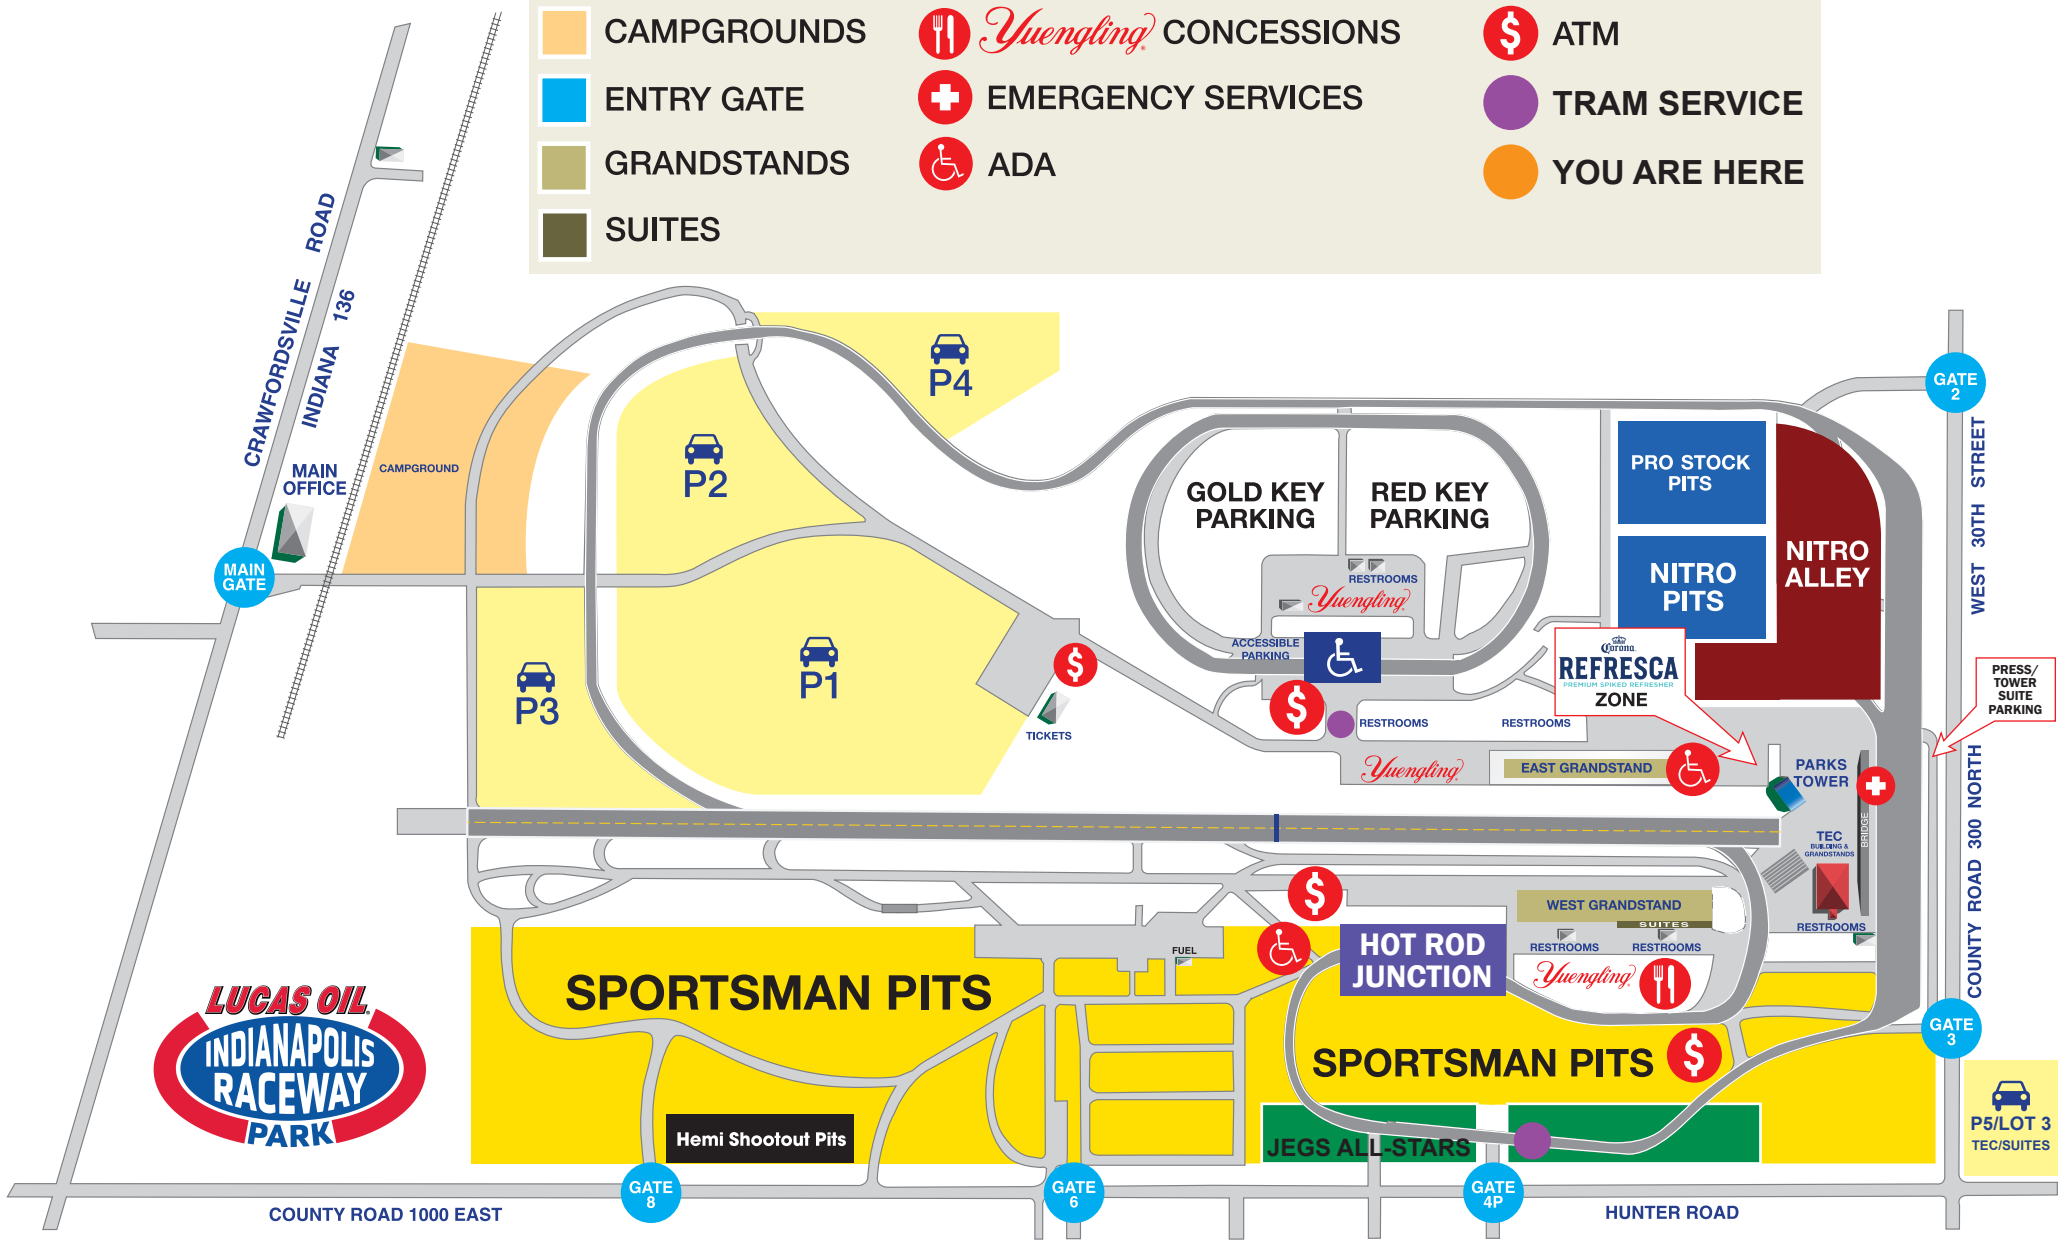 CAMPGROUNDS
ENTRY GATE
GRANDSTANDS
SUITES
Yuengling CONCESSIONS
EMERGENCY SERVICES
ADA
$ ATM
TRAM SERVICE
YOU ARE HERE
CRAWFORDSVILLE ROAD
INDIANA 136
MAIN
OFFICE
MAIN
GATE
CAMPGROUND
P4
P2
P3
P1
$
TICKETS
GOLD KEY
PARKING
RED KEY
PARKING
RESTROOMS
Yuengling
ACCESSIBLE
PARKING
$
RESTROOMS
RESTROOMS
Yuengling
EAST GRANDSTAND
PRO STOCK
PITS
NITRO
PITS
NITRO
ALLEY
Corona
REFRESCA
PREMIUM SPIKED REFRESHER
ZONE
GATE
2
WEST 30TH STREET
PRESS/
TOWER
SUITE
PARKING
PARKS
TOWER
BRIDGE
TEC
BUILDING &
GRANDSTANDS
RESTROOMS
COUNTY ROAD 300 NORTH
$
WEST GRANDSTAND
SUITES
RESTROOMS
RESTROOMS
Yuengling
HOT ROD
JUNCTION
FUEL
SPORTSMAN PITS
SPORTSMAN PITS
$
GATE
3
P5/LOT 3
TEC/SUITES
LUCAS OIL
INDIANAPOLIS
RACEWAY
PARK
Hemi Shootout Pits
JEGS ALL-STARS
GATE
8
GATE
6
GATE
4P
COUNTY ROAD 1000 EAST
HUNTER ROAD